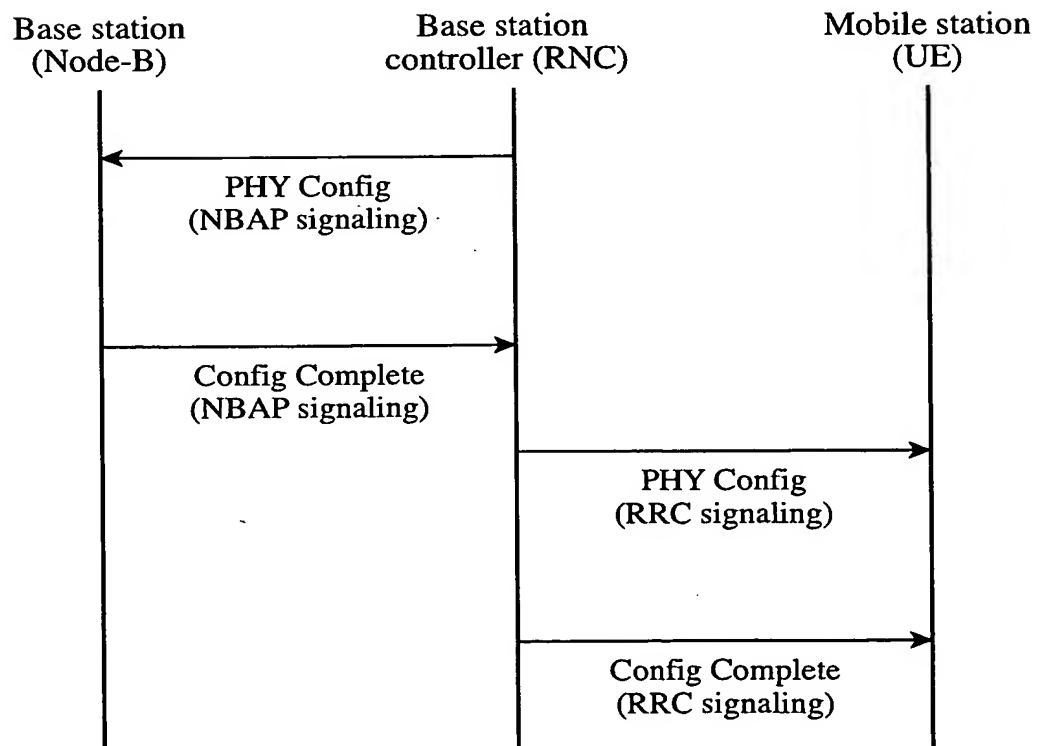 Base station
(Node-B)
Base station
controller (RNC)
Mobile station
(UE)
PHY Config
(NBAP signaling)
Config Complete
(NBAP signaling)
PHY Config
(RRC signaling)
Config Complete
(RRC signaling)